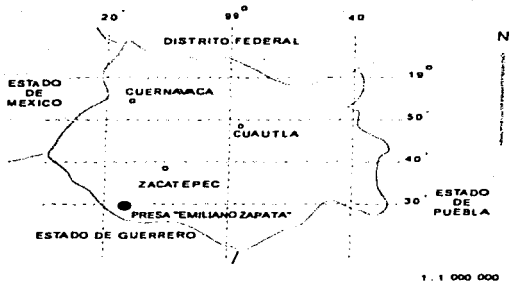 20°
99°
40
N
DISTRITO FEDERAL
19°
ESTADO
DE
MEXICO
CUERNAVACA
50'
CUAUTLA
40'
ZACATEPEC
ESTADO
DE
PUEBLA
30'
PRESA "EMILIANO ZAPATA"
ESTADO DE GUERRERO
1:1 000 000